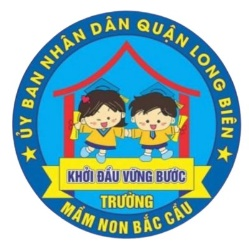 ỦY BAN NHÂN DÂN QUẬN LONG BIÊN
KHỞI ĐẦU VỮNG BƯỚC
TRƯỜNG
MẦM NON BẮC CẦU